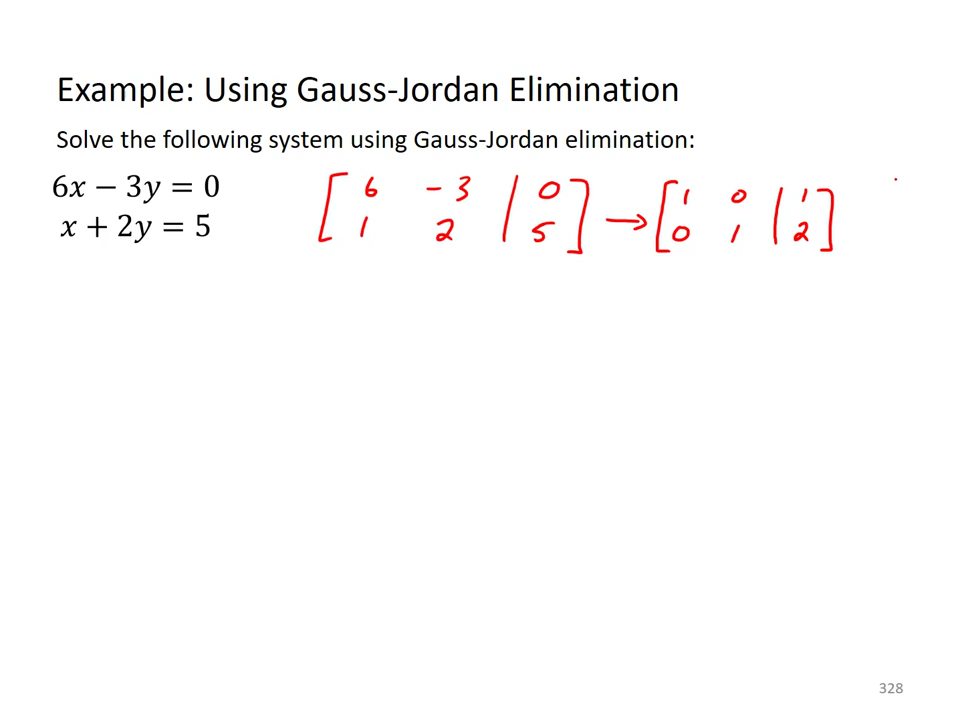 Example: Using Gauss-Jordan Elimination
Solve the following system using Gauss-Jordan elimination:
6x − 3y = 0
x + 2y = 5
[ 6 -3 | 0 ] → [ 1 0 | 1 ]
[ 1 2 | 5 ] [ 0 1 | 2 ]
328